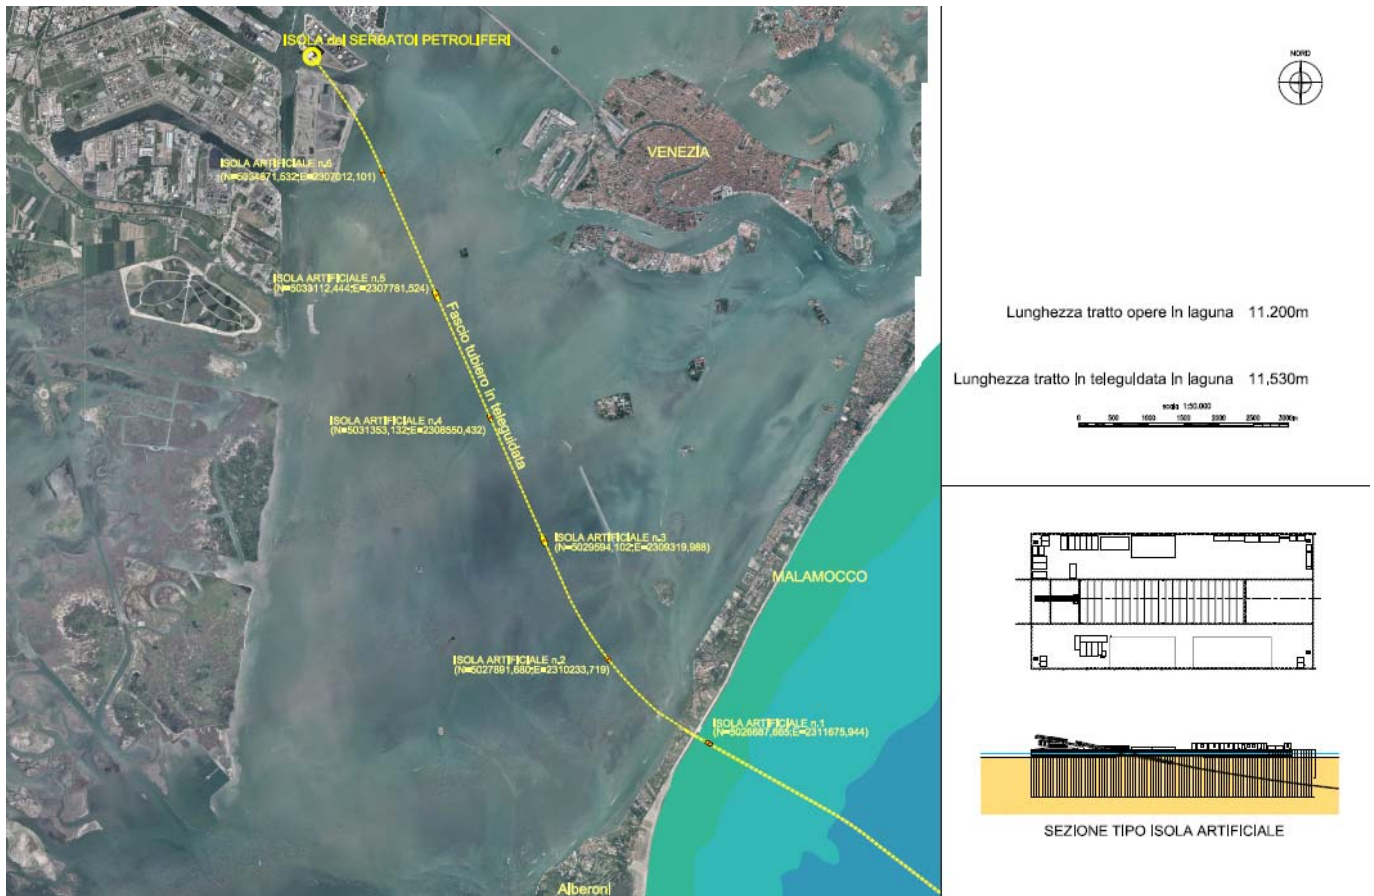 ISOLA dei SERBATOI PETROLIFERI
VENEZIA
ISOLA ARTIFICIALE n.6
(N=5034871,532;E=2307012,101)
ISOLA ARTIFICIALE n.5
(N=5033112,444;E=2307781,524)
Fascio tubiero in teleguidata
ISOLA ARTIFICIALE n.4
(N=5031353,132;E=2308550,432)
ISOLA ARTIFICIALE n.3
(N=5029594,102;E=2309319,988)
MALAMOCCO
ISOLA ARTIFICIALE n.2
(N=5027891,680;E=2310233,719)
ISOLA ARTIFICIALE n.1
(N=5026687,665;E=2311675,944)
Alberoni
NORD
Lunghezza tratto opere in laguna 11.200m
Lunghezza tratto in teleguidata in laguna 11,530m
scala 1:50.000
0 500 1000 1500 2000 2500 3000m
SEZIONE TIPO ISOLA ARTIFICIALE